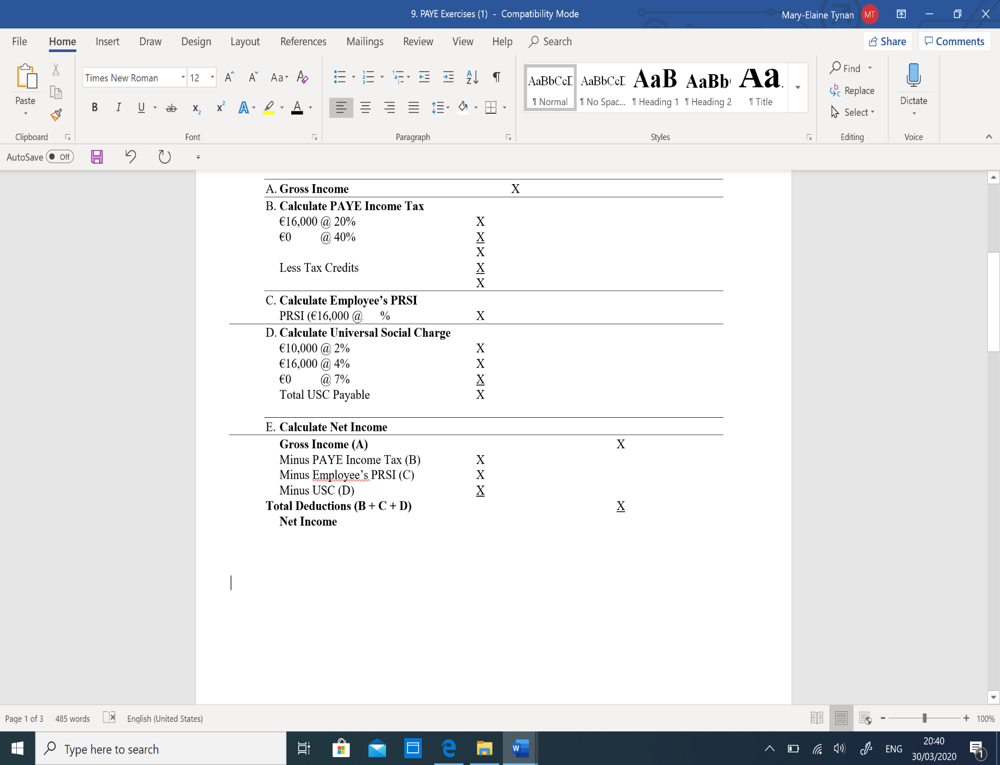 9. PAYE Exercises (1) - Compatibility Mode
Mary-Elaine Tynan MT
File Home Insert Draw Design Layout References Mailings Review View Help Search
Share Comments
Paste
Clipboard
Times New Roman 12
Font
Paragraph
AaBbCcD AaBbCcD AaB AaBb Aa.
¶ Normal ¶ No Spac... ¶ Heading 1 ¶ Heading 2 ¶ Title
Styles
Find
Replace
Select
Editing
Dictate
Voice
AutoSave Off
A. Gross Income X
B. Calculate PAYE Income Tax
€16,000 @ 20% X
€0 @ 40% X
X
Less Tax Credits X
X
C. Calculate Employee’s PRSI
PRSI (€16,000 @ % X
D. Calculate Universal Social Charge
€10,000 @ 2% X
€16,000 @ 4% X
€0 @ 7% X
Total USC Payable X
E. Calculate Net Income
Gross Income (A) X
Minus PAYE Income Tax (B) X
Minus Employee’s PRSI (C) X
Minus USC (D) X
Total Deductions (B + C + D) X
Net Income
Page 1 of 3 485 words English (United States) 100%
Type here to search
ENG
20:40
30/03/2020
1